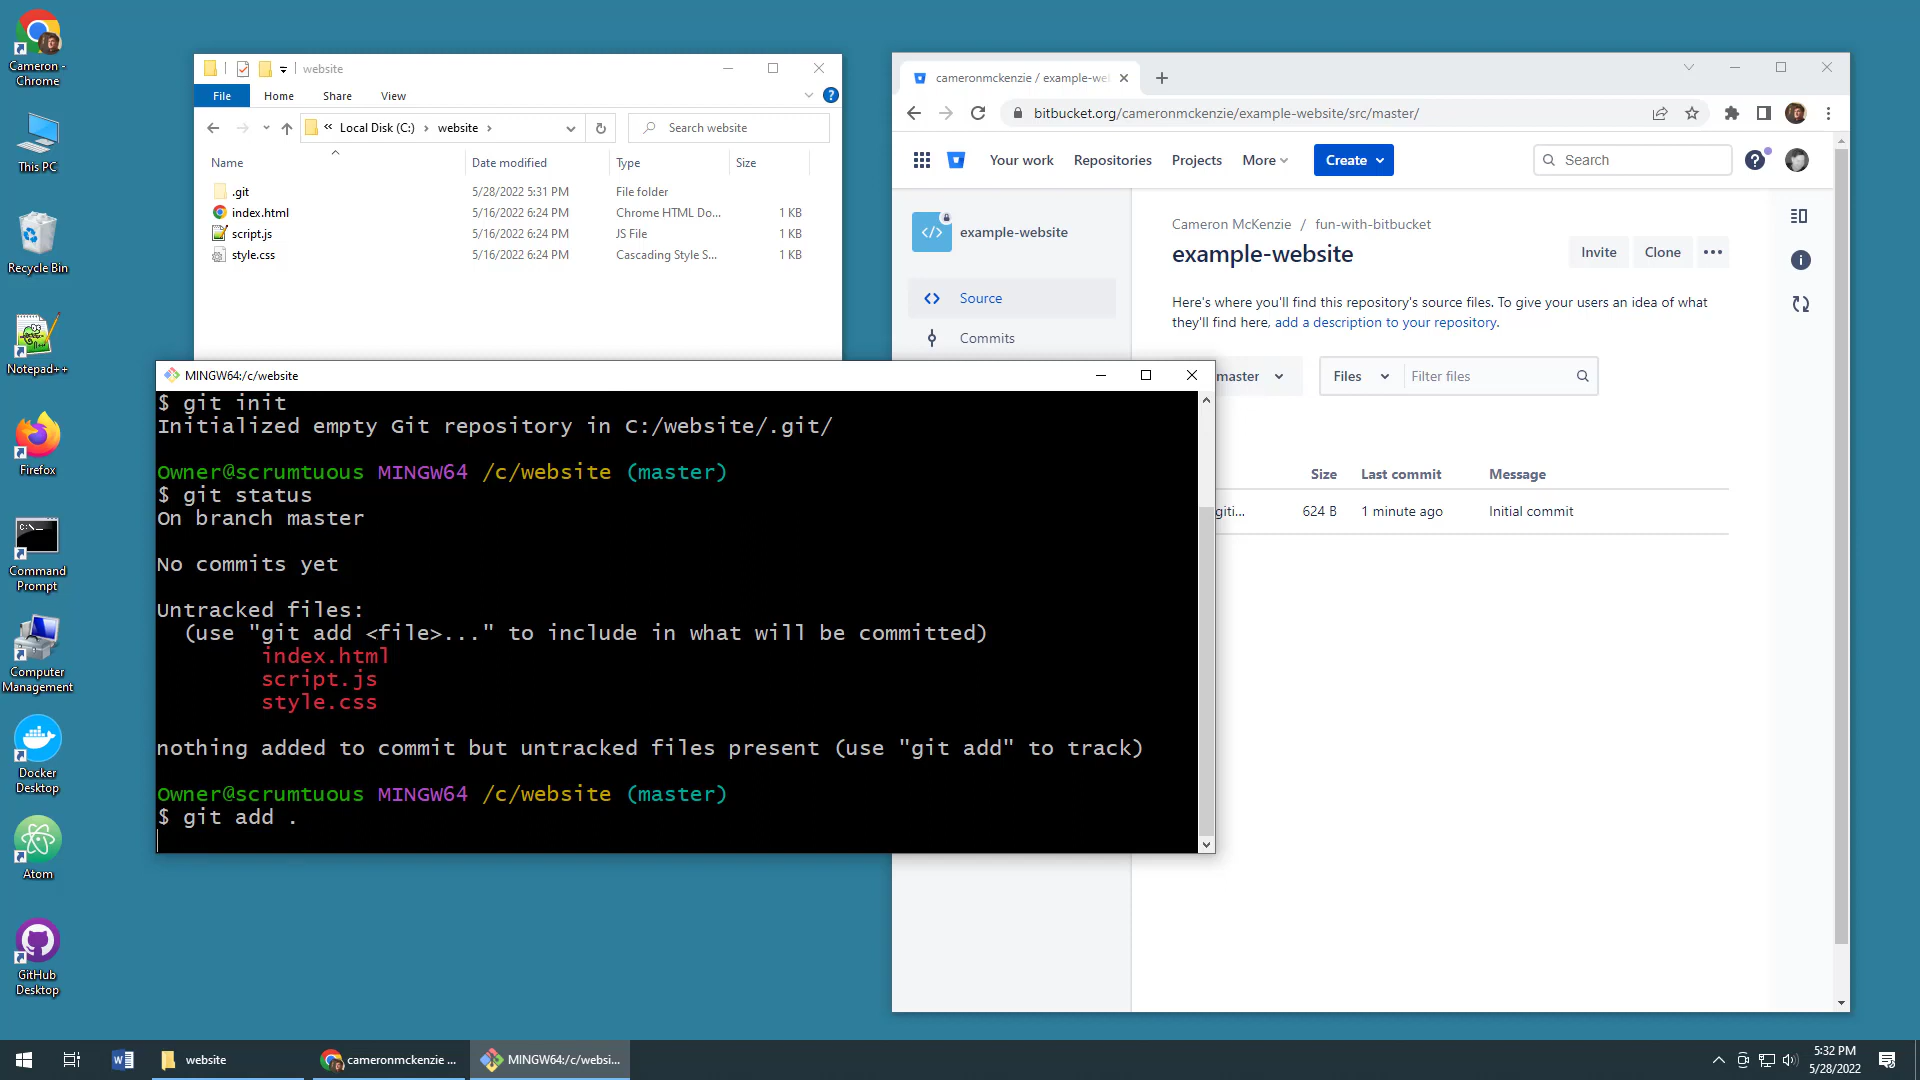 Cameron -
Chrome
This PC
Recycle Bin
Notepad++
Firefox
Command
Prompt
Computer
Management
Docker
Desktop
Atom
GitHub
Desktop
website
File
Home
Share
View
« Local Disk (C:) › website ›
Search website
Name
Date modified
Type
Size
.git 5/28/2022 5:31 PM File folder
index.html 5/16/2022 6:24 PM Chrome HTML Do... 1 KB
script.js 5/16/2022 6:24 PM JS File 1 KB
style.css 5/16/2022 6:24 PM Cascading Style S... 1 KB
MINGW64:/c/website
$ git init
Initialized empty Git repository in C:/website/.git/
Owner@scrumtuous MINGW64 /c/website (master)
$ git status
On branch master
No commits yet
Untracked files:
(use "git add <file>..." to include in what will be committed)
index.html
script.js
style.css
nothing added to commit but untracked files present (use "git add" to track)
Owner@scrumtuous MINGW64 /c/website (master)
$ git add .
cameronmckenzie / example-we
bitbucket.org/cameronmckenzie/example-website/src/master/
Your work
Repositories
Projects
More
Create
Search
example-website
Source
Commits
Cameron McKenzie / fun-with-bitbucket
example-website
Invite
Clone
Here's where you'll find this repository's source files. To give your users an idea of what
they'll find here, add a description to your repository.
master
Files
Filter files
Size
Last commit
Message
giti... 624 B 1 minute ago Initial commit
website
cameronmckenzie ...
MINGW64:/c/websi...
5:32 PM
5/28/2022